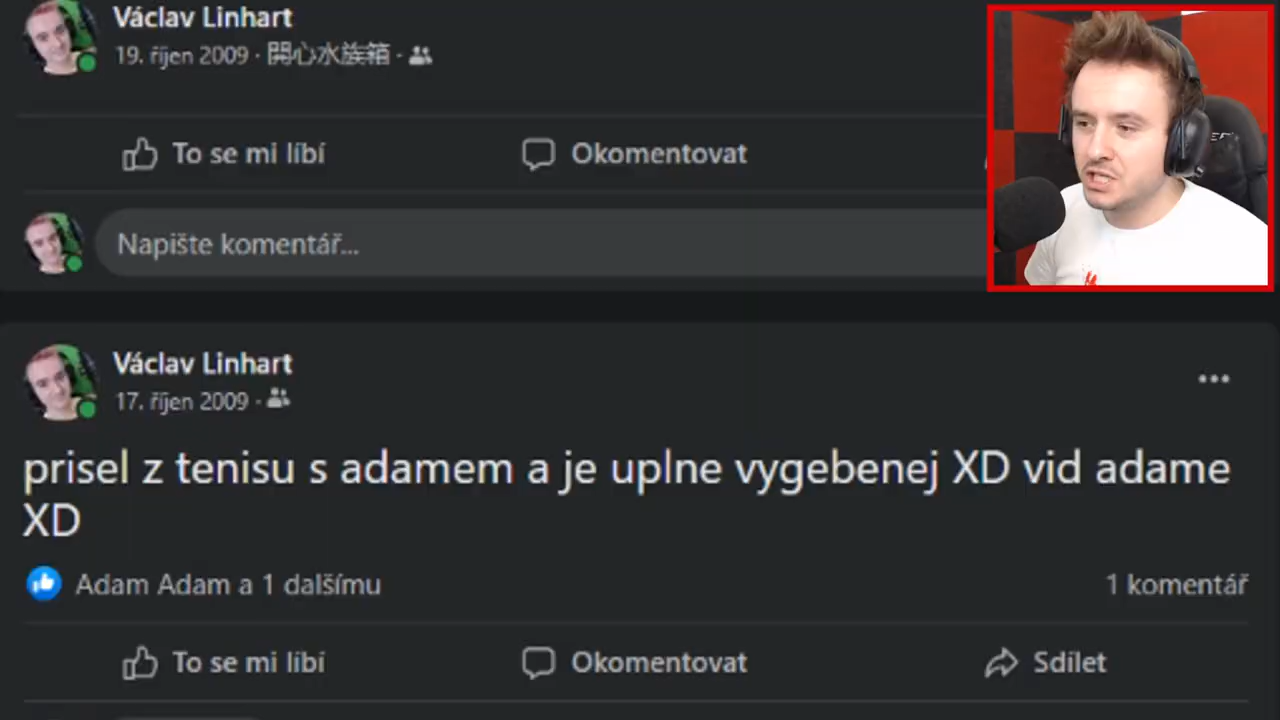 Václav Linhart
19. říjen 2009 · 開心水族箱 ·
To se mi líbí
Okomentovat
Napište komentář...
Václav Linhart
17. říjen 2009 ·
prisel z tenisu s adamem a je uplne vygebenej XD vid adame
XD
Adam Adam a 1 dalšímu
1 komentář
To se mi líbí
Okomentovat
Sdílet